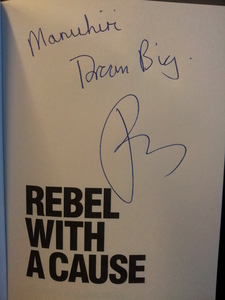 Manuhiri
Dream Big.
REBEL
WITH
A CAUSE